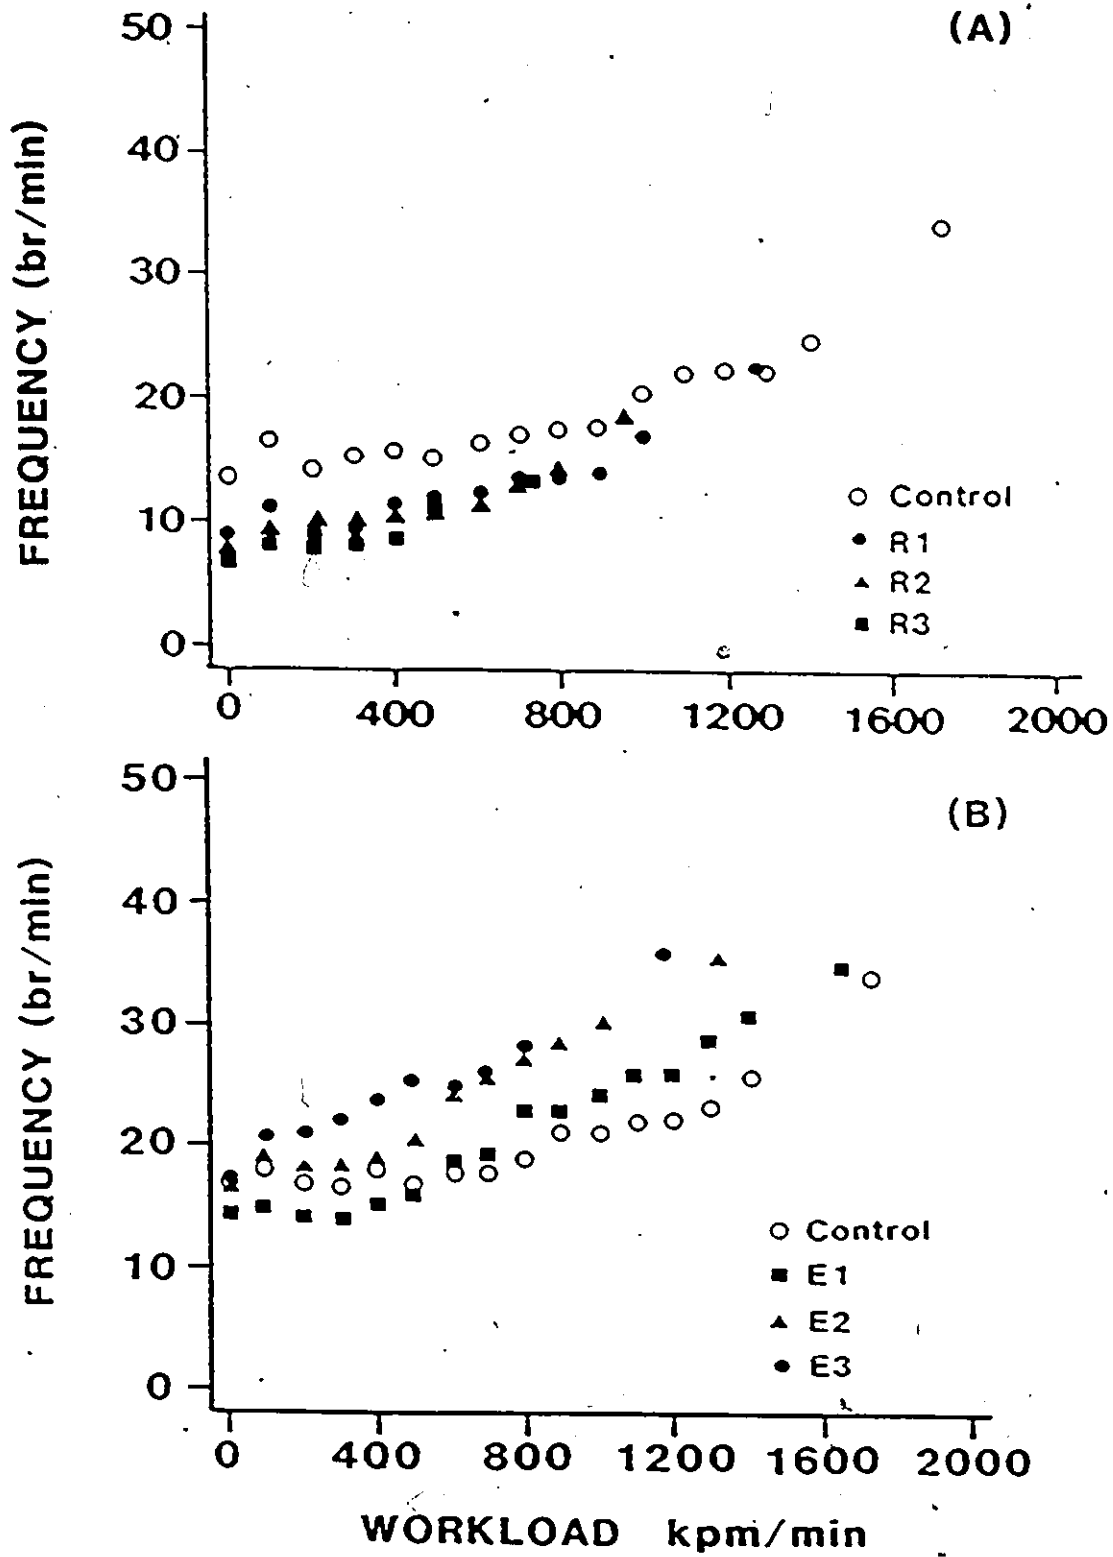 (A)
FREQUENCY (br/min)
50
40
30
20
10
0
○ Control
● R1
▲ R2
■ R3
0 400 800 1200 1600 2000
(B)
FREQUENCY (br/min)
50
40
30
20
10
0
○ Control
■ E1
▲ E2
● E3
0 400 800 1200 1600 2000
WORKLOAD kpm/min